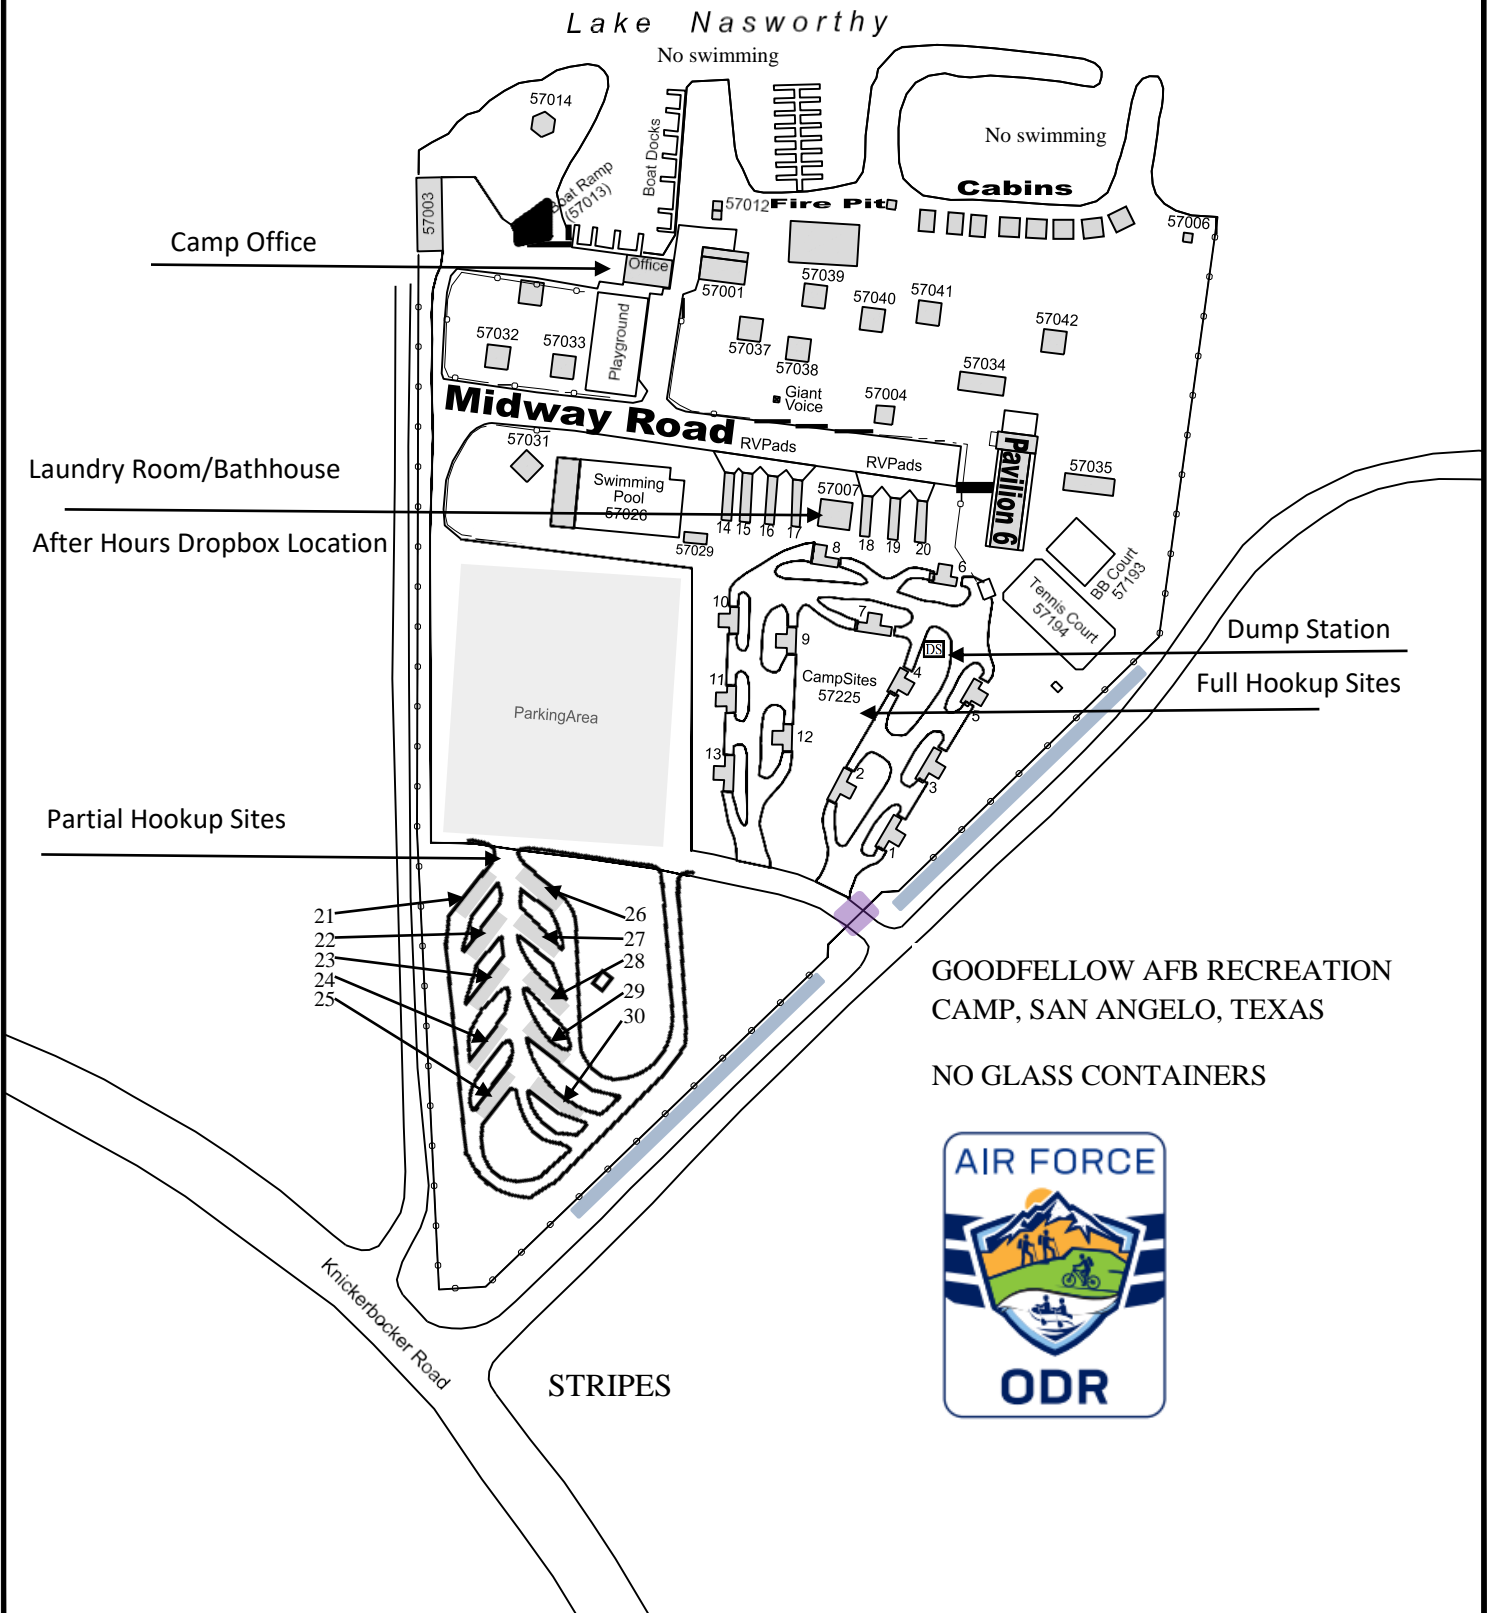 Lake Nasworthy
No swimming
57014
No swimming
Boat Docks
Boat Ramp
(57013)
Cabins
57003
57012
Fire Pit
57006
Camp Office
Office
57001
57039
57041
57040
57042
57032
57033
Playground
57037
57038
57034
Giant
Voice
57004
Midway Road
RVPads
RVPads
57031
Pavilion 6
57035
Laundry Room/Bathhouse
Swimming
Pool
57026
57007
14
15
16
17
18
19
20
After Hours Dropbox Location
57029
8
6
BB Court
57193
Tennis Court
57194
10
7
9
Dump Station
DS
11
CampSites
57225
4
Full Hookup Sites
5
ParkingArea
12
13
2
3
Partial Hookup Sites
1
21
26
22
27
23
28
24
29
25
30
GOODFELLOW AFB RECREATION
CAMP, SAN ANGELO, TEXAS
NO GLASS CONTAINERS
AIR FORCE
ODR
Knickerbocker Road
STRIPES